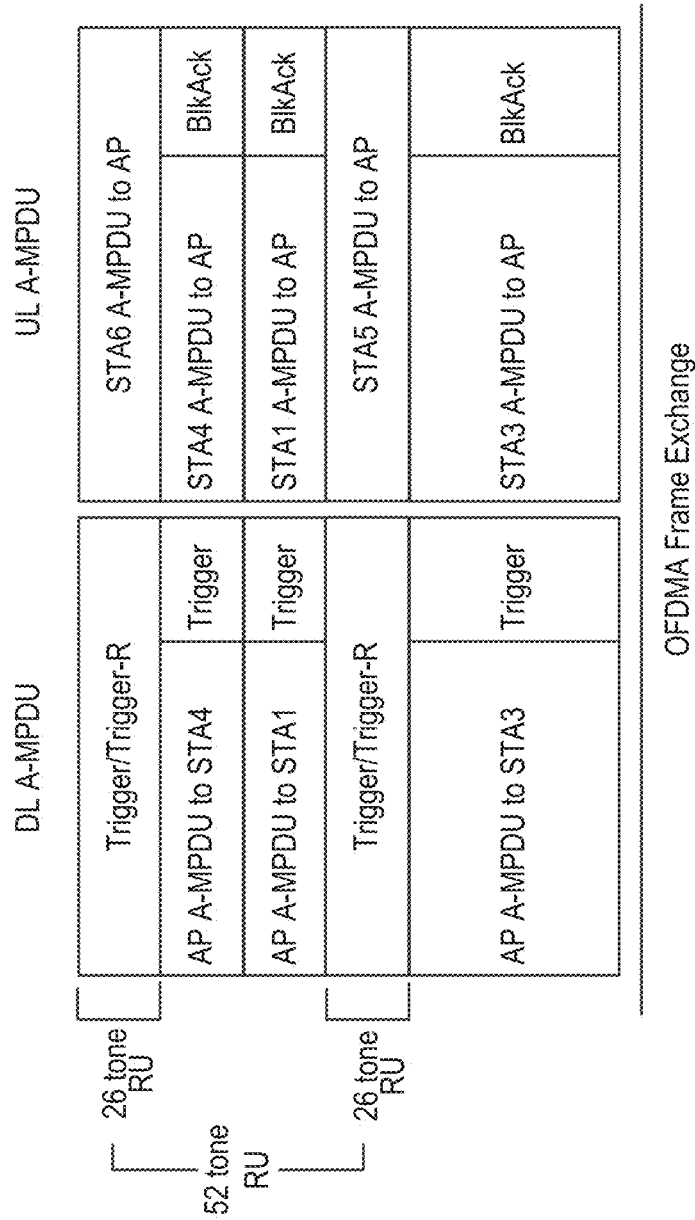 DL A-MPDU
UL A-MPDU
26 tone
RU
Trigger/Trigger-R
STA6 A-MPDU to AP
AP A-MPDU to STA4
Trigger
STA4 A-MPDU to AP
BlkAck
52 tone
RU
AP A-MPDU to STA1
Trigger
STA1 A-MPDU to AP
BlkAck
26 tone
RU
Trigger/Trigger-R
STA5 A-MPDU to AP
AP A-MPDU to STA3
Trigger
STA3 A-MPDU to AP
BlkAck
OFDMA Frame Exchange